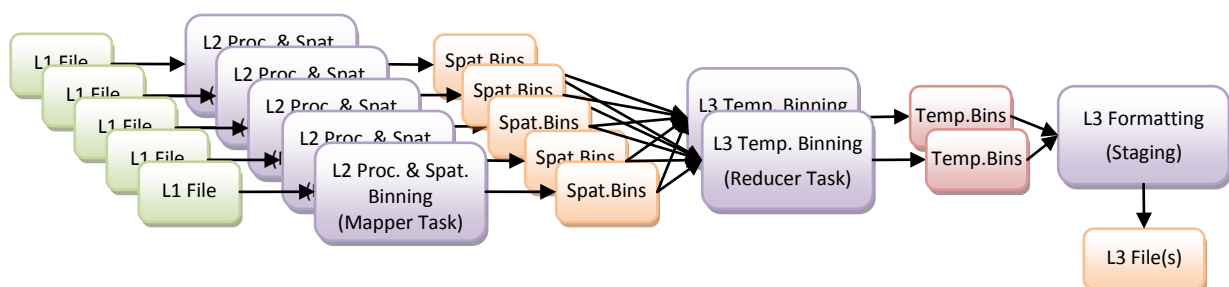 L1 File
L1 File
L1 File
L1 File
L1 File
L2 Proc. & Spat.
L2 Proc. & Spat.
L2 Proc. & Spat.
L2 Proc. & Spat.
L2 Proc. & Spat.
Binning
(Mapper Task)
Spat.Bins
Spat.Bins
Spat.Bins
Spat.Bins
Spat.Bins
L3 Temp. Binning
L3 Temp. Binning
(Reducer Task)
Temp.Bins
Temp.Bins
L3 Formatting
(Staging)
L3 File(s)